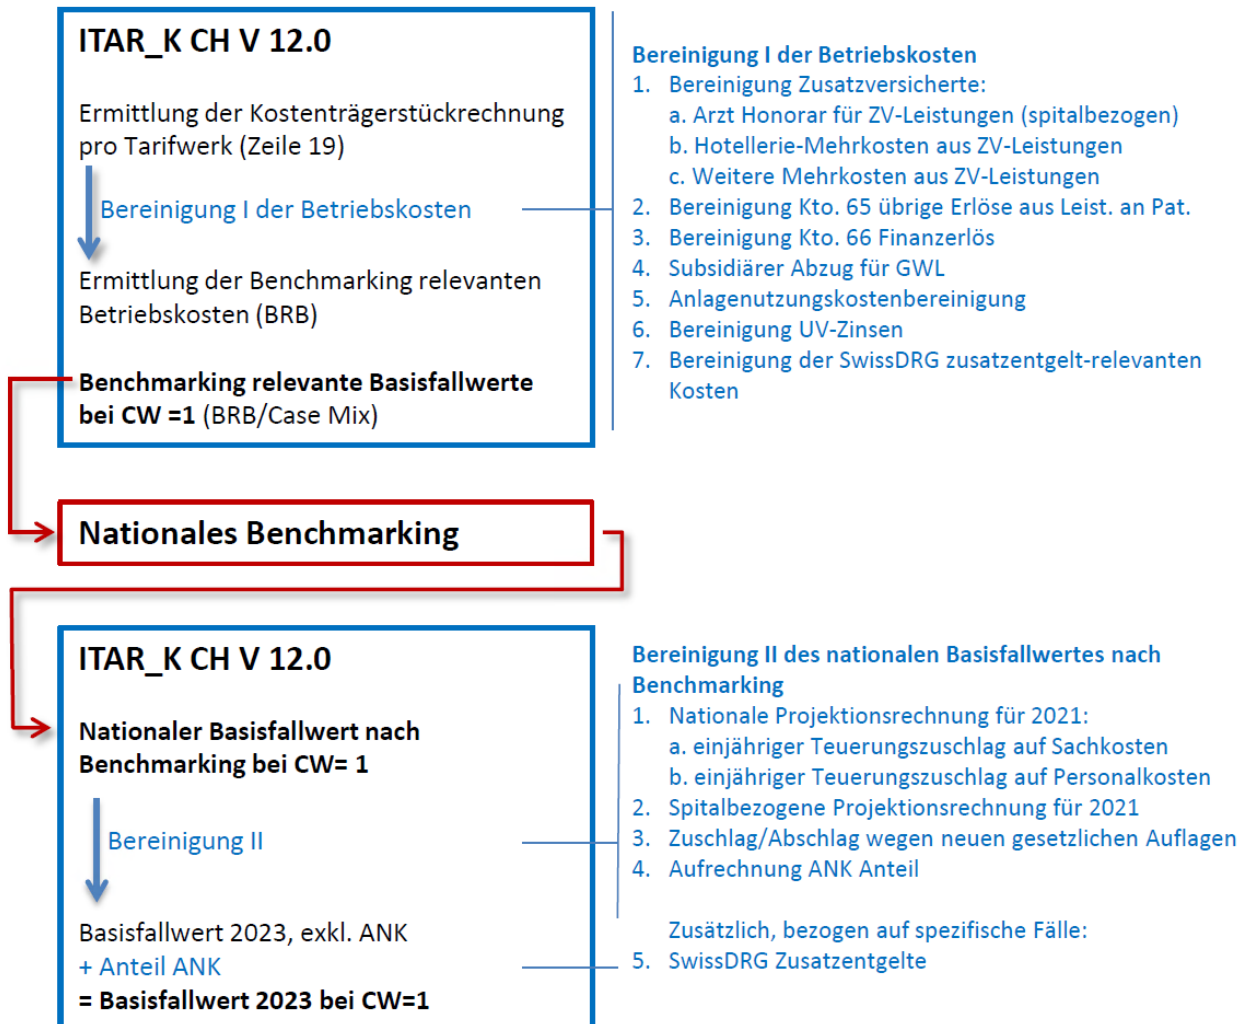 ITAR_K CH V 12.0
Ermittlung der Kostenträgerstückrechnung
pro Tarifwerk (Zeile 19)
Bereinigung I der Betriebskosten
Ermittlung der Benchmarking relevanten
Betriebskosten (BRB)
Benchmarking relevante Basisfallwerte
bei CW =1 (BRB/Case Mix)
Bereinigung I der Betriebskosten
1. Bereinigung Zusatzversicherte:
a. Arzt Honorar für ZV-Leistungen (spitalbezogen)
b. Hotellerie-Mehrkosten aus ZV-Leistungen
c. Weitere Mehrkosten aus ZV-Leistungen
2. Bereinigung Kto. 65 übrige Erlöse aus Leist. an Pat.
3. Bereinigung Kto. 66 Finanzerlös
4. Subsidiärer Abzug für GWL
5. Anlagenutzungskostenbereinigung
6. Bereinigung UV-Zinsen
7. Bereinigung der SwissDRG zusatzentgelt-relevanten
Kosten
Nationales Benchmarking
ITAR_K CH V 12.0
Nationaler Basisfallwert nach
Benchmarking bei CW= 1
Bereinigung II
Basisfallwert 2023, exkl. ANK
+ Anteil ANK
= Basisfallwert 2023 bei CW=1
Bereinigung II des nationalen Basisfallwertes nach
Benchmarking
1. Nationale Projektionsrechnung für 2021:
a. einjähriger Teuerungszuschlag auf Sachkosten
b. einjähriger Teuerungszuschlag auf Personalkosten
2. Spitalbezogene Projektionsrechnung für 2021
3. Zuschlag/Abschlag wegen neuen gesetzlichen Auflagen
4. Aufrechnung ANK Anteil
Zusätzlich, bezogen auf spezifische Fälle:
5. SwissDRG Zusatzentgelte